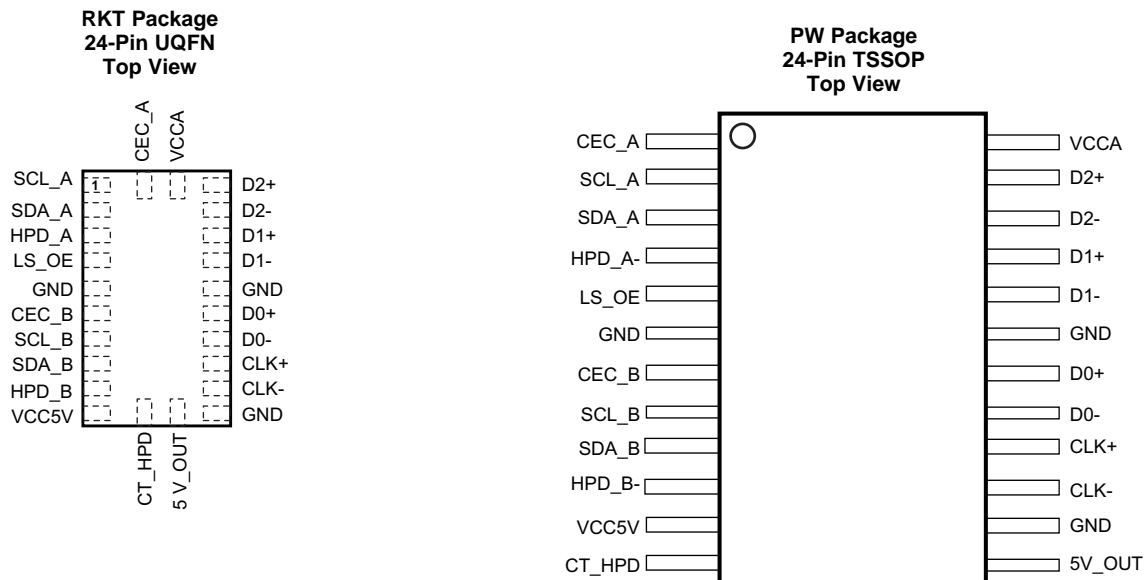 RKT Package
24-Pin UQFN
Top View
CEC_A
VCCA
SCL_A
SDA_A
HPD_A
LS_OE
GND
CEC_B
SCL_B
SDA_B
HPD_B
VCC5V
1
D2+
D2-
D1+
D1-
GND
D0+
D0-
CLK+
CLK-
GND
CT_HPD
5 V_OUT
PW Package
24-Pin TSSOP
Top View
CEC_A
SCL_A
SDA_A
HPD_A-
LS_OE
GND
CEC_B
SCL_B
SDA_B
HPD_B-
VCC5V
CT_HPD
VCCA
D2+
D2-
D1+
D1-
GND
D0+
D0-
CLK+
CLK-
GND
5V_OUT